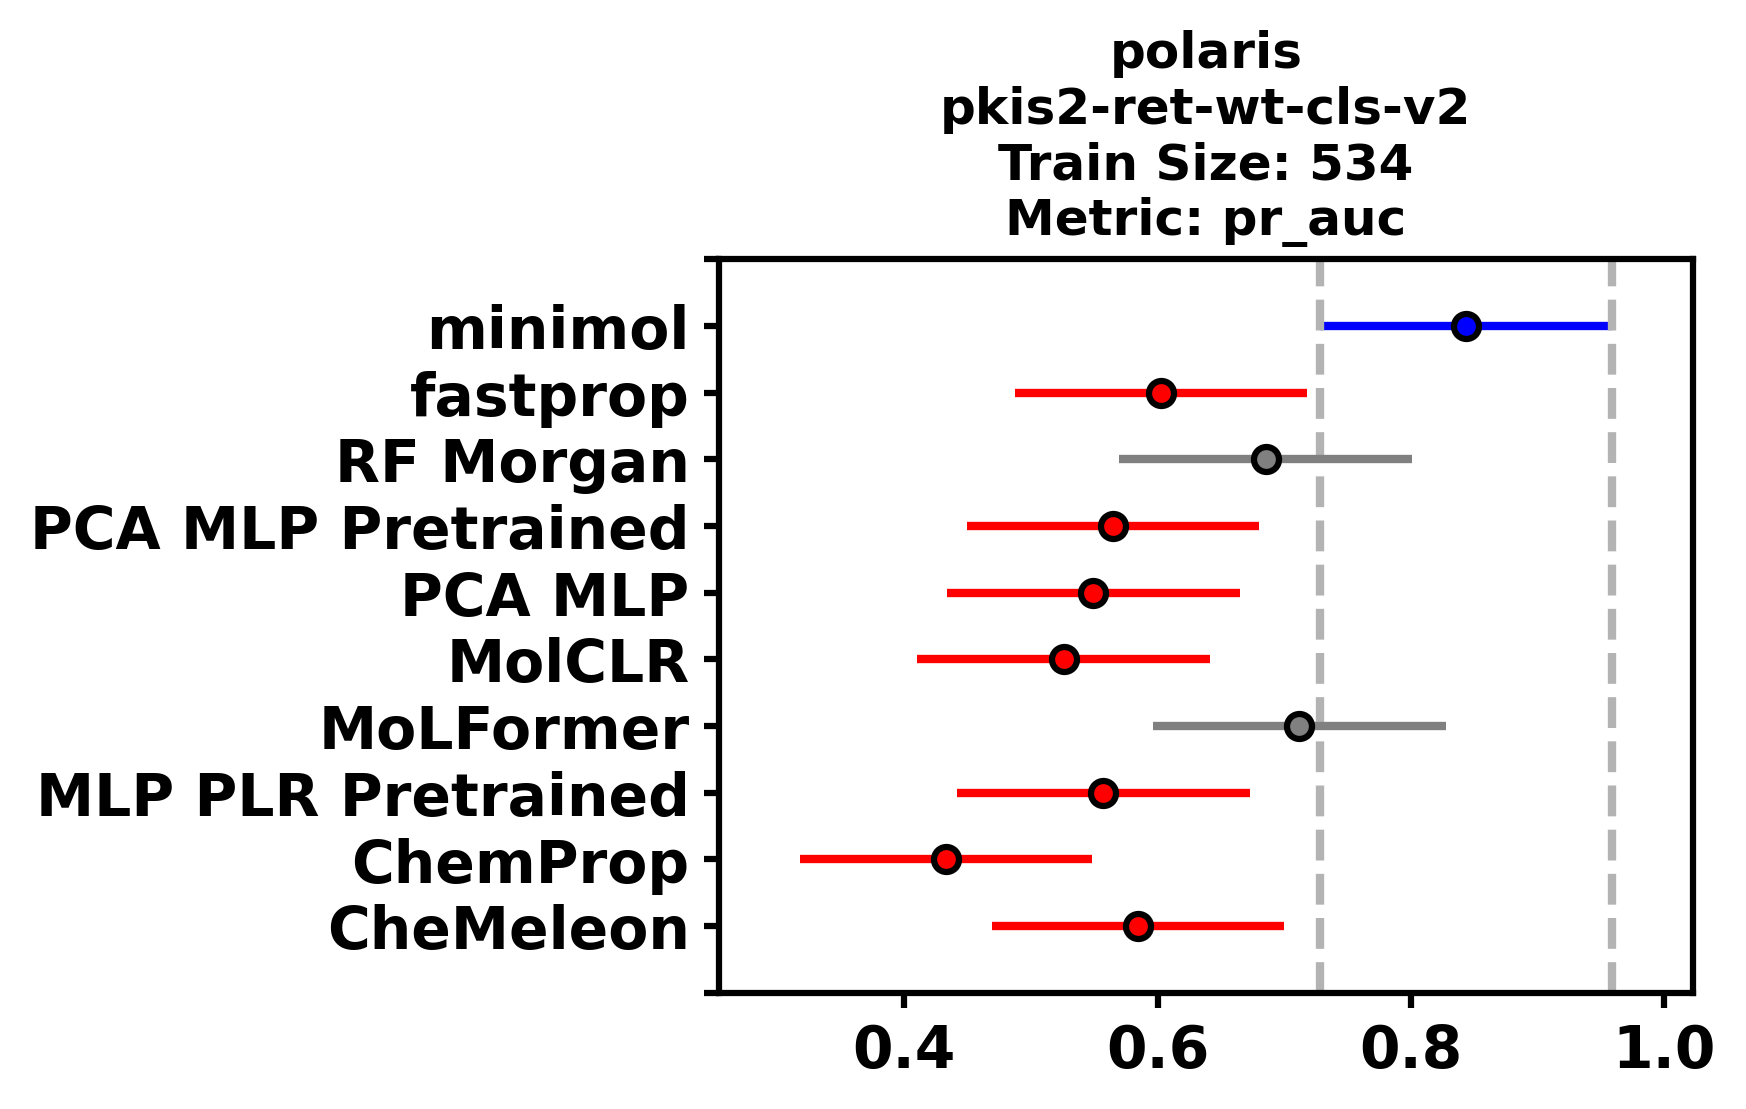 polaris
pkis2-ret-wt-cls-v2
Train Size: 534
Metric: pr_auc
minimol
fastprop
RF Morgan
PCA MLP Pretrained
PCA MLP
MolCLR
MoLFormer
MLP PLR Pretrained
ChemProp
CheMeleon
0.4 0.6 0.8 1.0